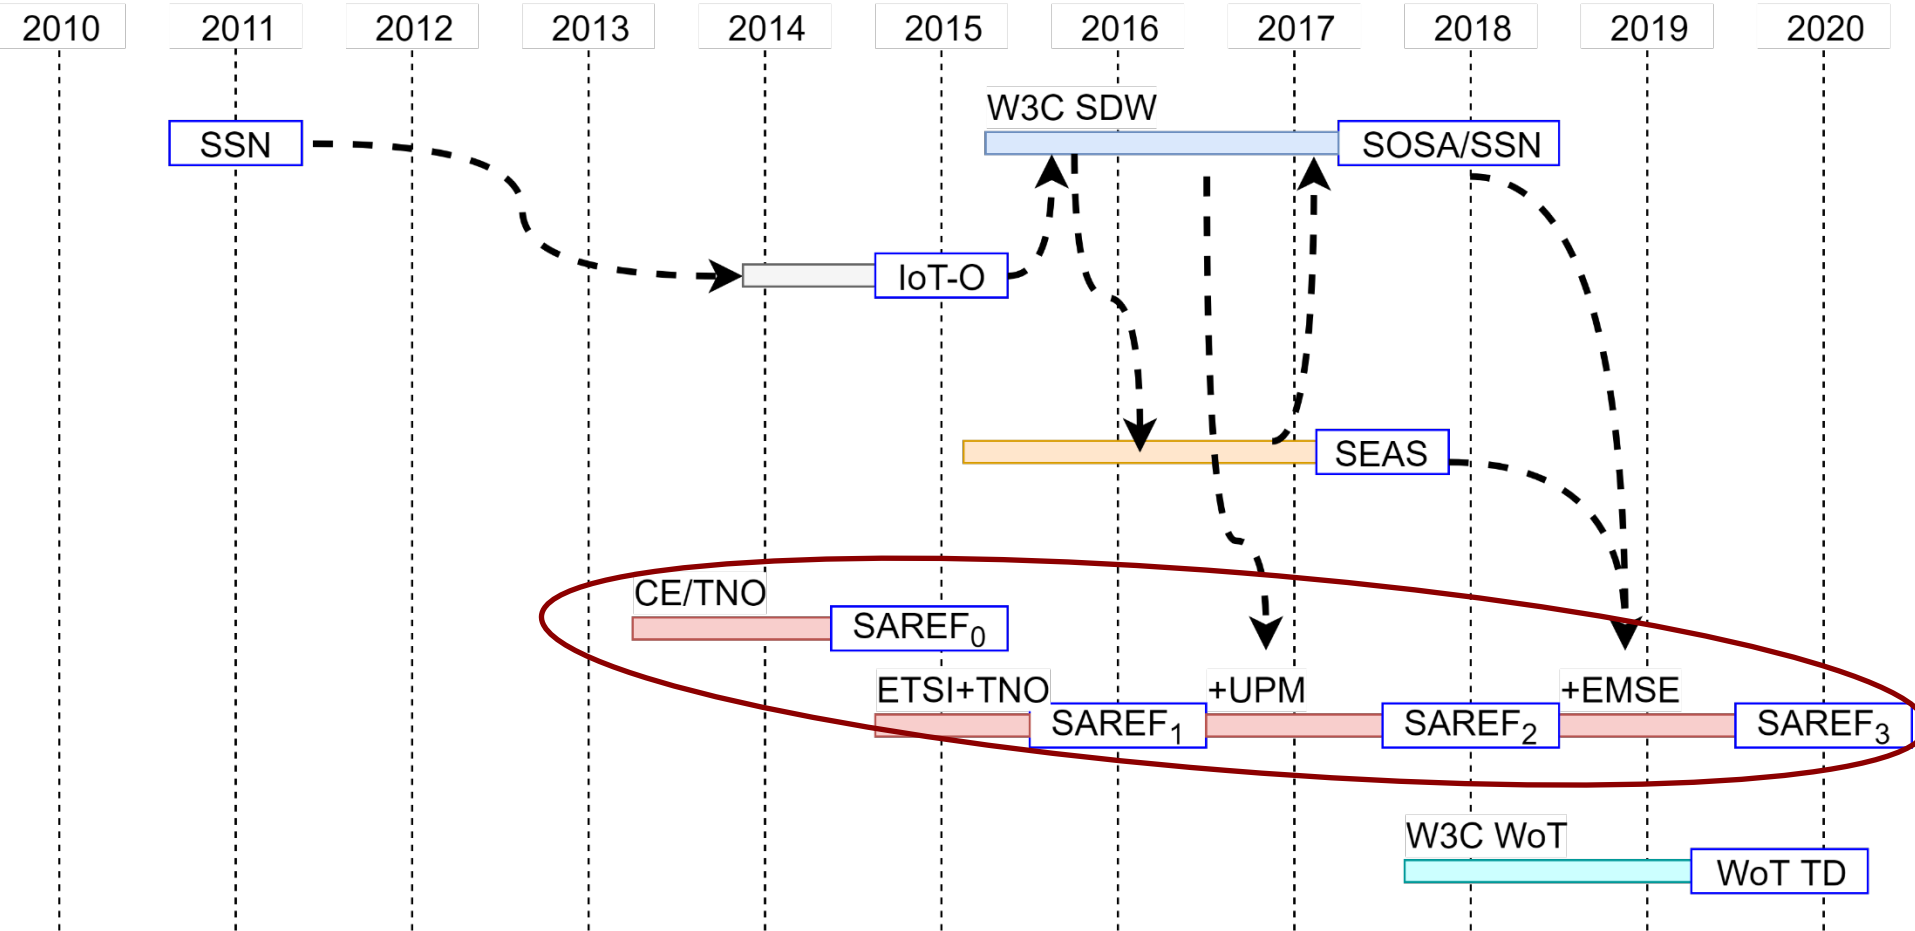 2010 2011 2012 2013 2014 2015 2016 2017 2018 2019 2020
W3C SDW
SSN
SOSA/SSN
IoT-O
SEAS
CE/TNO
SAREF0
ETSI+TNO
+UPM
+EMSE
SAREF1
SAREF2
SAREF3
W3C WoT
WoT TD